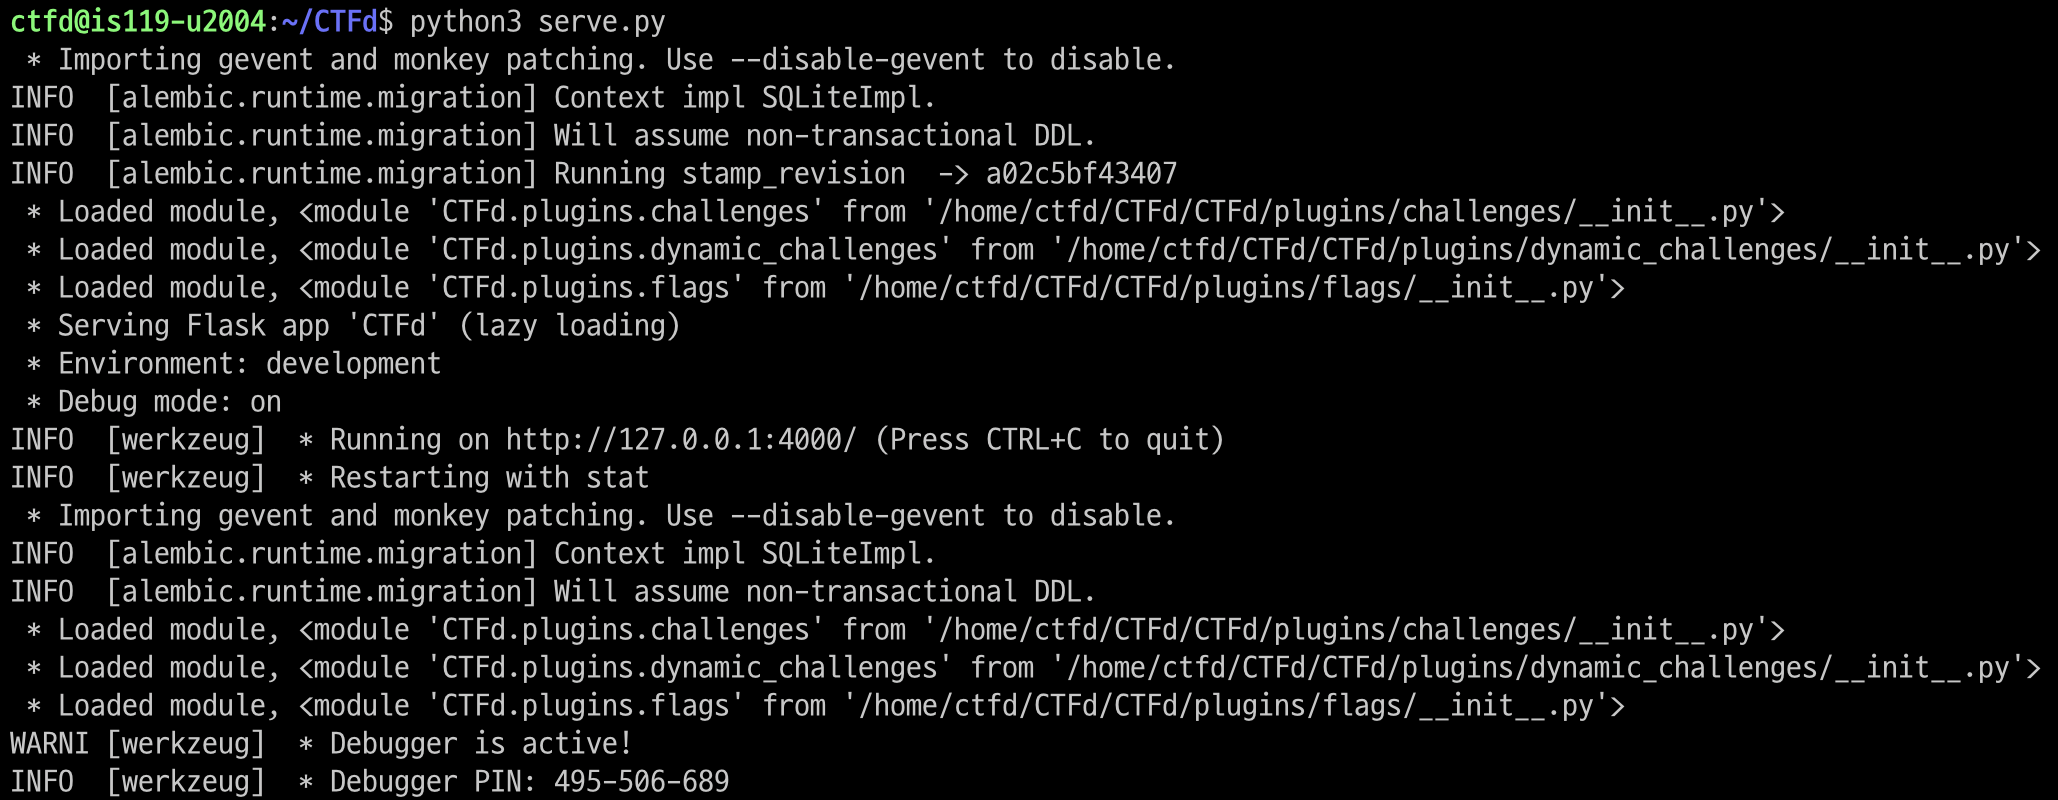 ctfd@is119-u2004:~/CTFd$ python3 serve.py
 * Importing gevent and monkey patching. Use --disable-gevent to disable.
INFO  [alembic.runtime.migration] Context impl SQLiteImpl.
INFO  [alembic.runtime.migration] Will assume non-transactional DDL.
INFO  [alembic.runtime.migration] Running stamp_revision  -> a02c5bf43407
 * Loaded module, <module 'CTFd.plugins.challenges' from '/home/ctfd/CTFd/CTFd/plugins/challenges/__init__.py'>
 * Loaded module, <module 'CTFd.plugins.dynamic_challenges' from '/home/ctfd/CTFd/CTFd/plugins/dynamic_challenges/__init__.py'>
 * Loaded module, <module 'CTFd.plugins.flags' from '/home/ctfd/CTFd/CTFd/plugins/flags/__init__.py'>
 * Serving Flask app 'CTFd' (lazy loading)
 * Environment: development
 * Debug mode: on
INFO  [werkzeug]  * Running on http://127.0.0.1:4000/ (Press CTRL+C to quit)
INFO  [werkzeug]  * Restarting with stat
 * Importing gevent and monkey patching. Use --disable-gevent to disable.
INFO  [alembic.runtime.migration] Context impl SQLiteImpl.
INFO  [alembic.runtime.migration] Will assume non-transactional DDL.
 * Loaded module, <module 'CTFd.plugins.challenges' from '/home/ctfd/CTFd/CTFd/plugins/challenges/__init__.py'>
 * Loaded module, <module 'CTFd.plugins.dynamic_challenges' from '/home/ctfd/CTFd/CTFd/plugins/dynamic_challenges/__init__.py'>
 * Loaded module, <module 'CTFd.plugins.flags' from '/home/ctfd/CTFd/CTFd/plugins/flags/__init__.py'>
WARNI [werkzeug]  * Debugger is active!
INFO  [werkzeug]  * Debugger PIN: 495-506-689